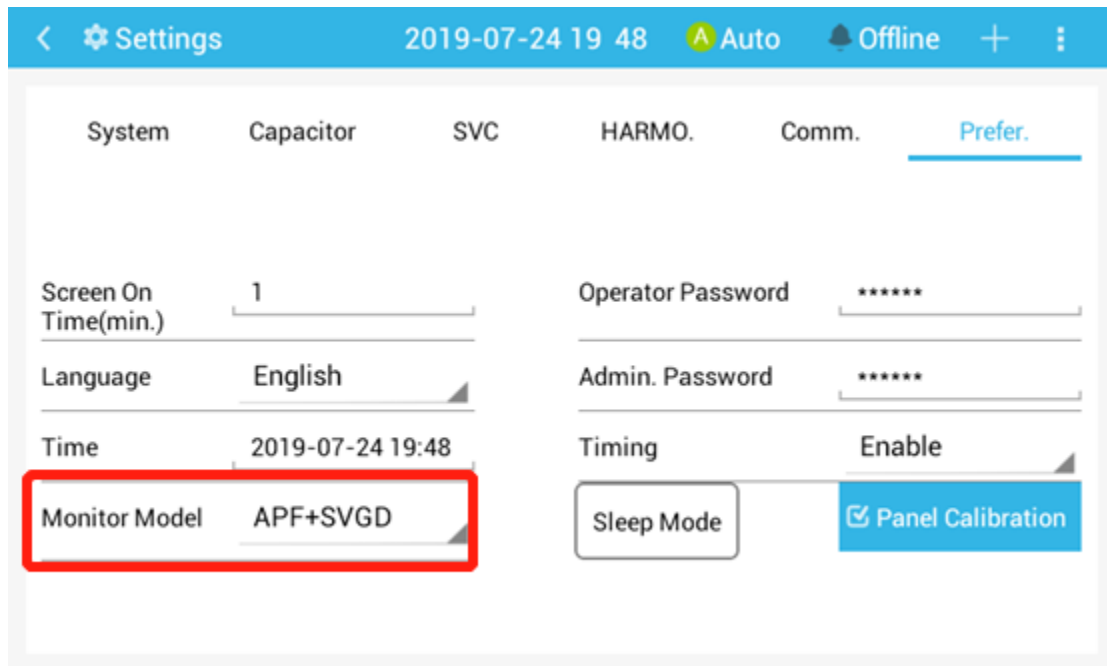 Settings 2019-07-24 19 48 A Auto Offline
System Capacitor SVC HARMO. Comm. Prefer.
Screen On Time(min.) 1
Operator Password ******
Language English
Admin. Password ******
Time 2019-07-24 19:48
Timing Enable
Monitor Model APF+SVGD
Sleep Mode
Panel Calibration